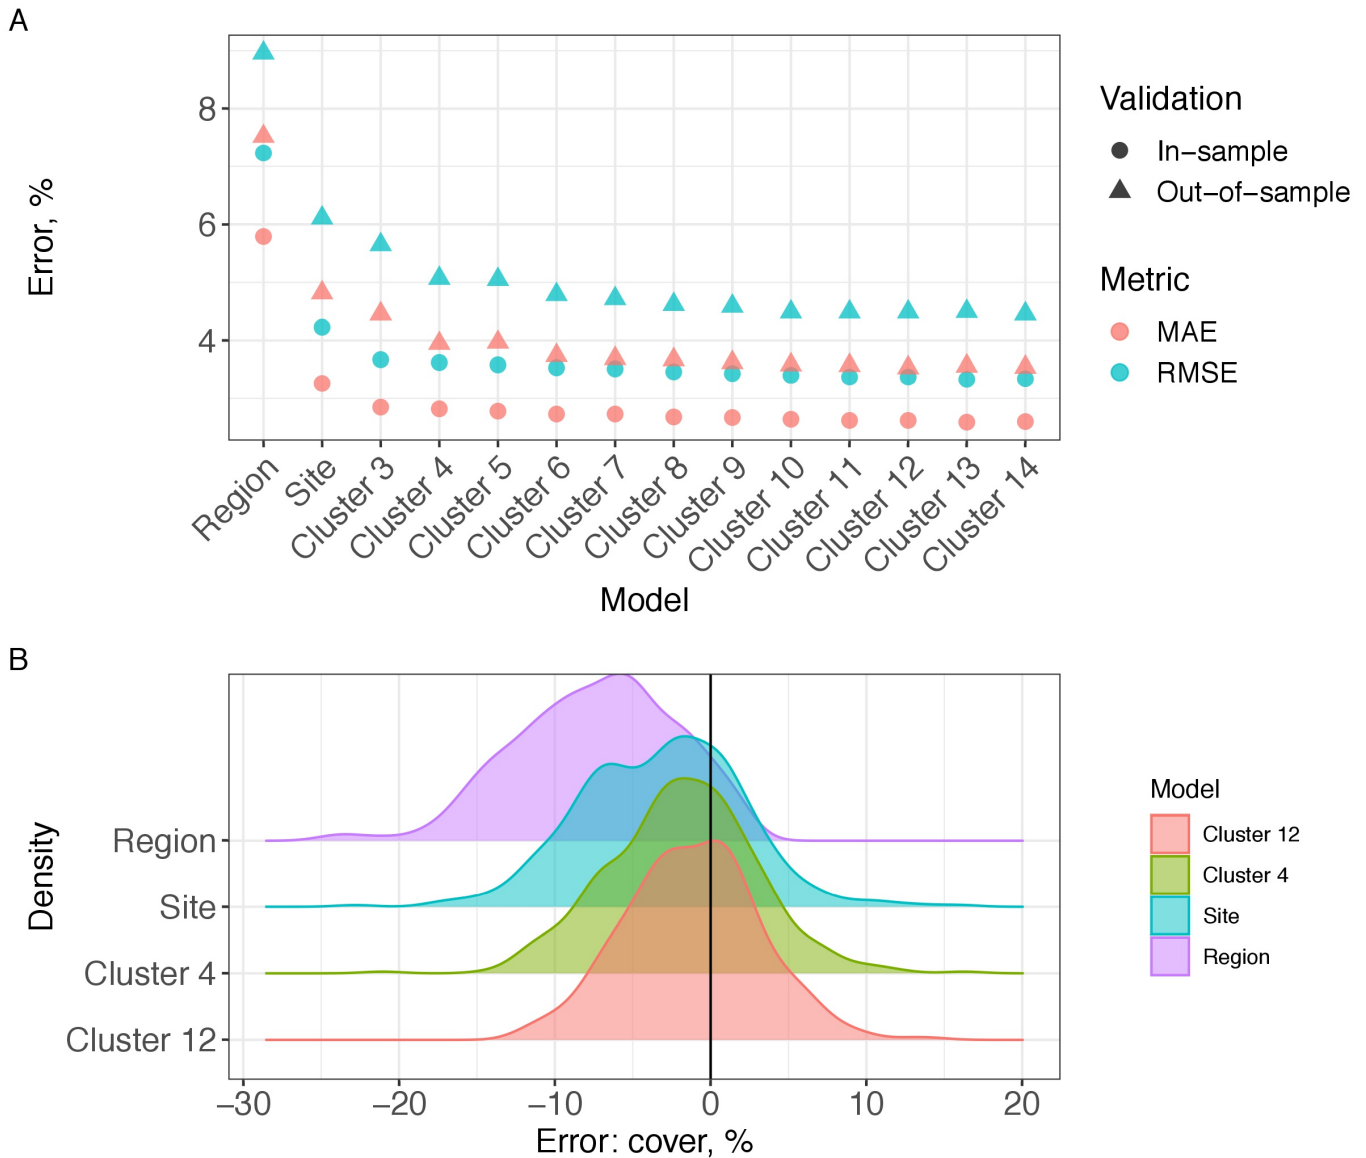 A
Error, %
8
6
4
Region
Site
Cluster 3
Cluster 4
Cluster 5
Cluster 6
Cluster 7
Cluster 8
Cluster 9
Cluster 10
Cluster 11
Cluster 12
Cluster 13
Cluster 14
Model
Validation
In−sample
Out−of−sample
Metric
MAE
RMSE
B
Density
Region
Site
Cluster 4
Cluster 12
−30
−20
−10
0
10
20
Error: cover, %
Model
Cluster 12
Cluster 4
Site
Region